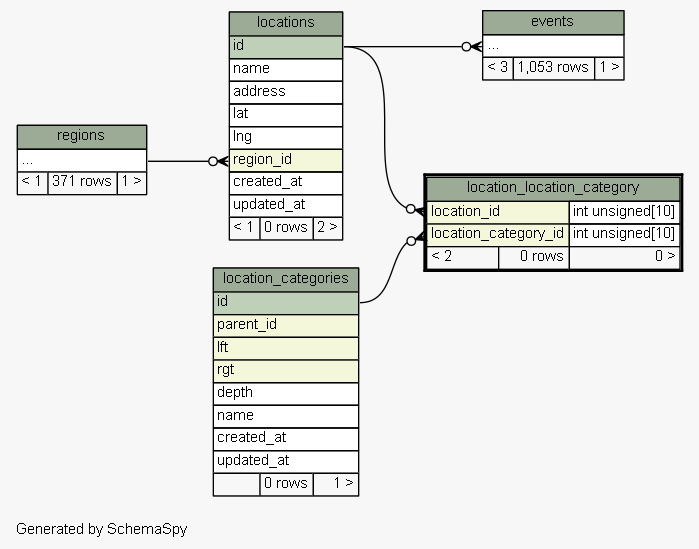 locations
id
name
address
lat
lng
region_id
created_at
updated_at
< 1 0 rows 2 >
events
...
< 3 1,053 rows 1 >
regions
...
< 1 371 rows 1 >
location_location_category
location_id int unsigned[10]
location_category_id int unsigned[10]
< 2 0 rows 0 >
location_categories
id
parent_id
lft
rgt
depth
name
created_at
updated_at
0 rows 1 >
Generated by SchemaSpy